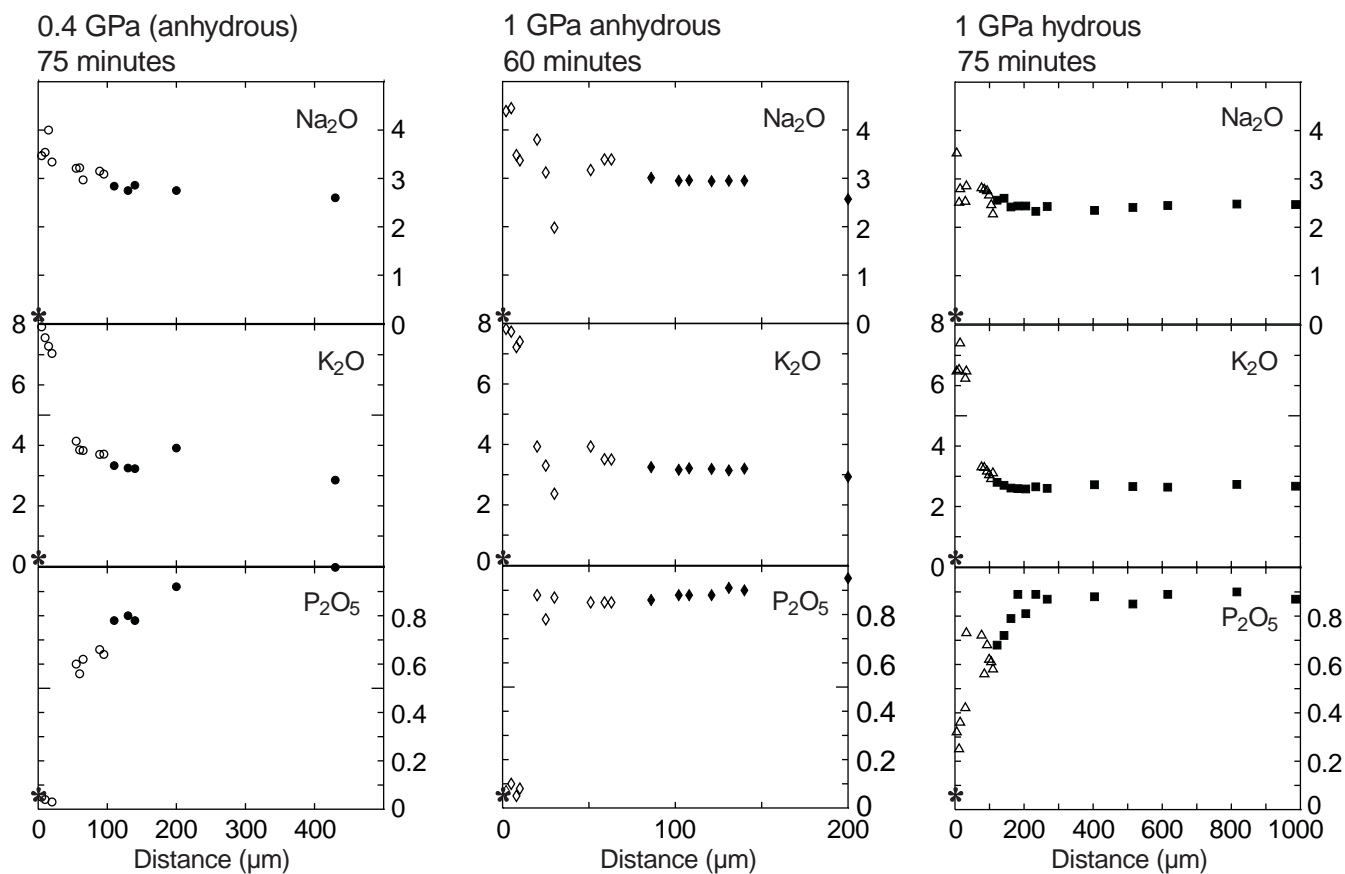 0.4 GPa (anhydrous)
75 minutes
1 GPa anhydrous
60 minutes
1 GPa hydrous
75 minutes
Na₂O
4
3
2
1
0
Na₂O
4
3
2
1
0
Na₂O
4
3
2
1
0
8
6
4
2
0
K₂O
8
6
4
2
0
K₂O
8
6
4
2
0
K₂O
P₂O₅
0.8
0.6
0.4
0.2
0
P₂O₅
0.8
0.6
0.4
0.2
0
P₂O₅
0.8
0.6
0.4
0.2
0
0 100 200 300 400
0 50 100 150 200
0 200 400 600 800 1000
Distance (µm)
Distance (µm)
Distance (µm)